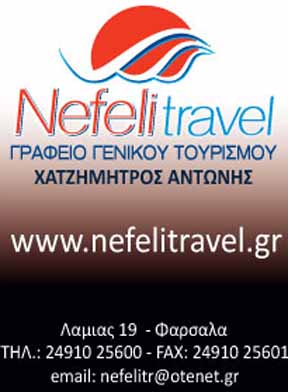 Nefeli travel
ΓΡΑΦΕΙΟ ΓΕΝΙΚΟΥ ΤΟΥΡΙΣΜΟΥ
ΧΑΤΖΗΜΗΤΡΟΣ ΑΝΤΩΝΗΣ
www.nefelitravel.gr
Λαμιας 19 - Φαρσαλα
ΤΗΛ.: 24910 25600 - FAX: 24910 25601
email: nefelitr@otenet.gr